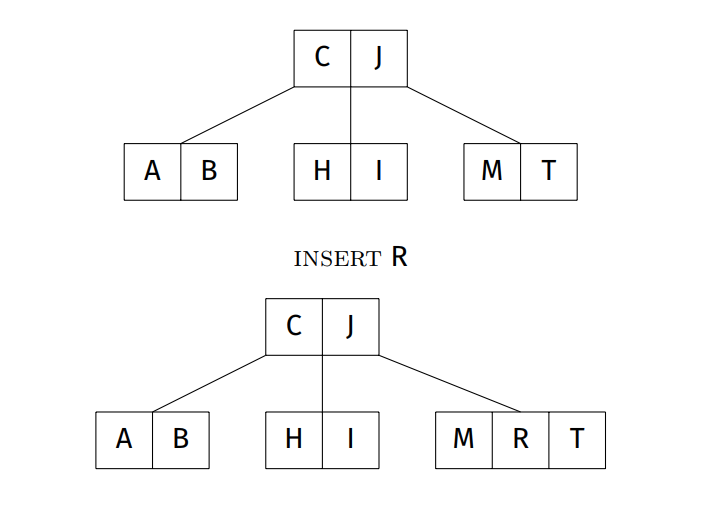 C J
A B H I M T
INSERT R
C J
A B H I M R T